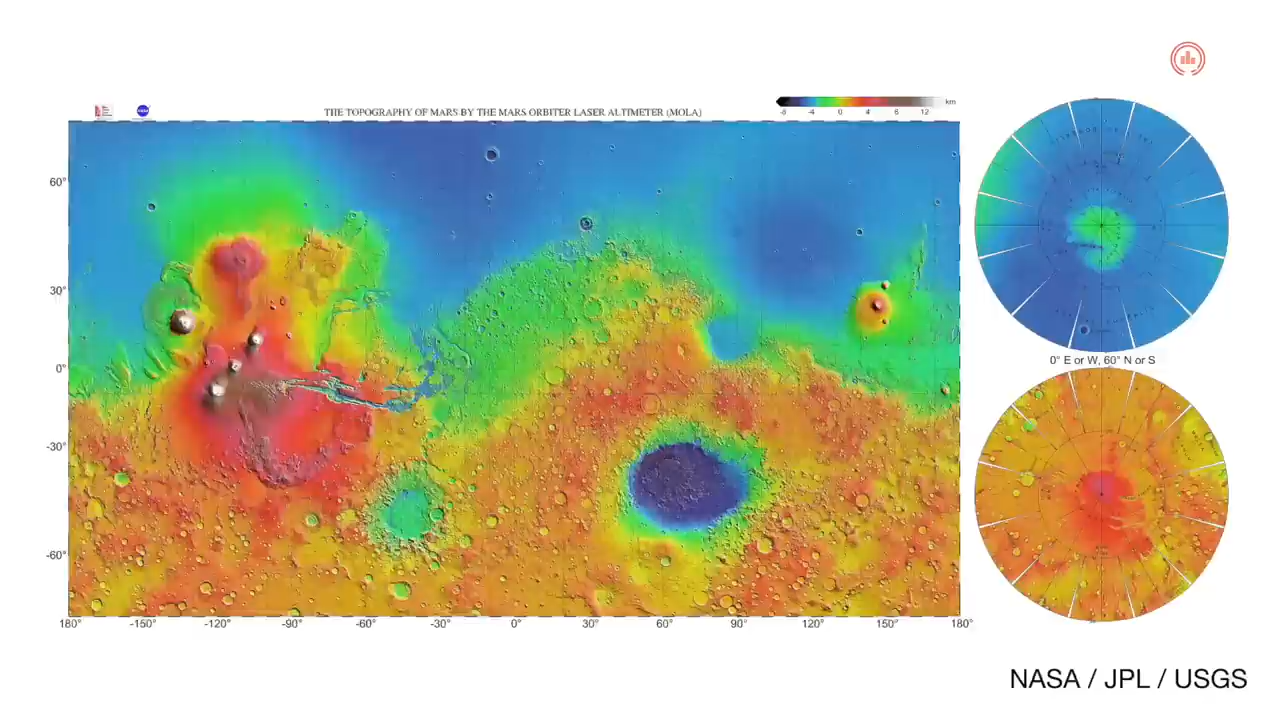 THE TOPOGRAPHY OF MARS BY THE MARS ORBITER LASER ALTIMETER (MOLA)
km
-8 -4 0 4 8 12
60°
30°
0°
-30°
-60°
180° -150° -120° -90° -60° -30° 0° 30° 60° 90° 120° 150° 180°
0° E or W, 60° N or S
NASA / JPL / USGS